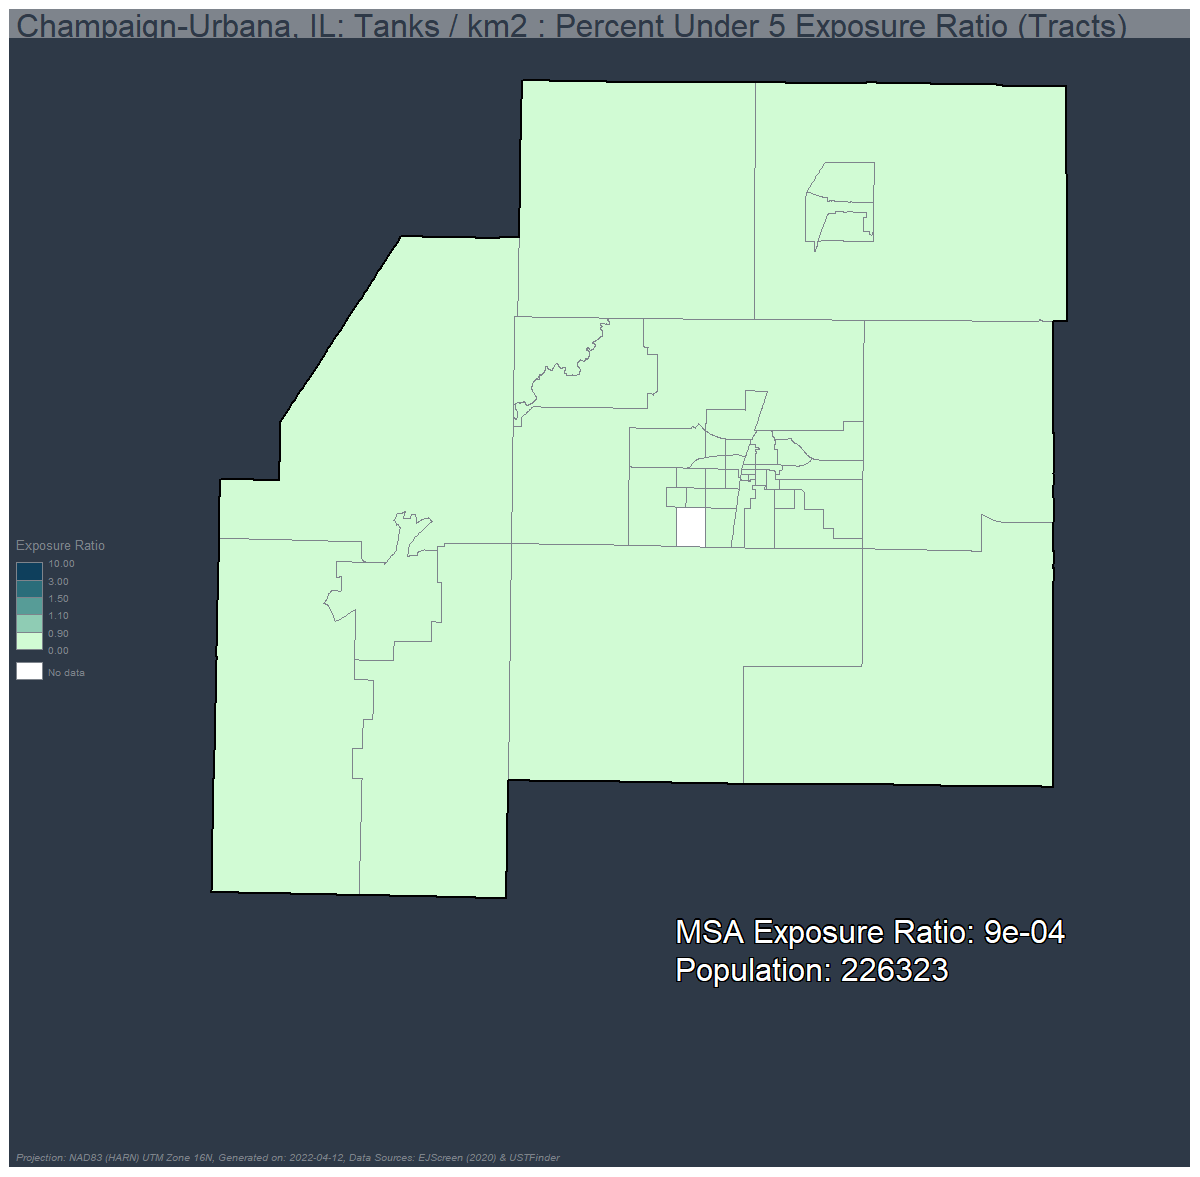 Champaign-Urbana, IL: Tanks / km2 : Percent Under 5 Exposure Ratio (Tracts)
Exposure Ratio
10.00
3.00
1.50
1.10
0.90
0.00
No data
MSA Exposure Ratio: 9e-04
Population: 226323
Projection: NAD83 (HARN) UTM Zone 16N, Generated on: 2022-04-12, Data Sources: EJScreen (2020) & USTFinder